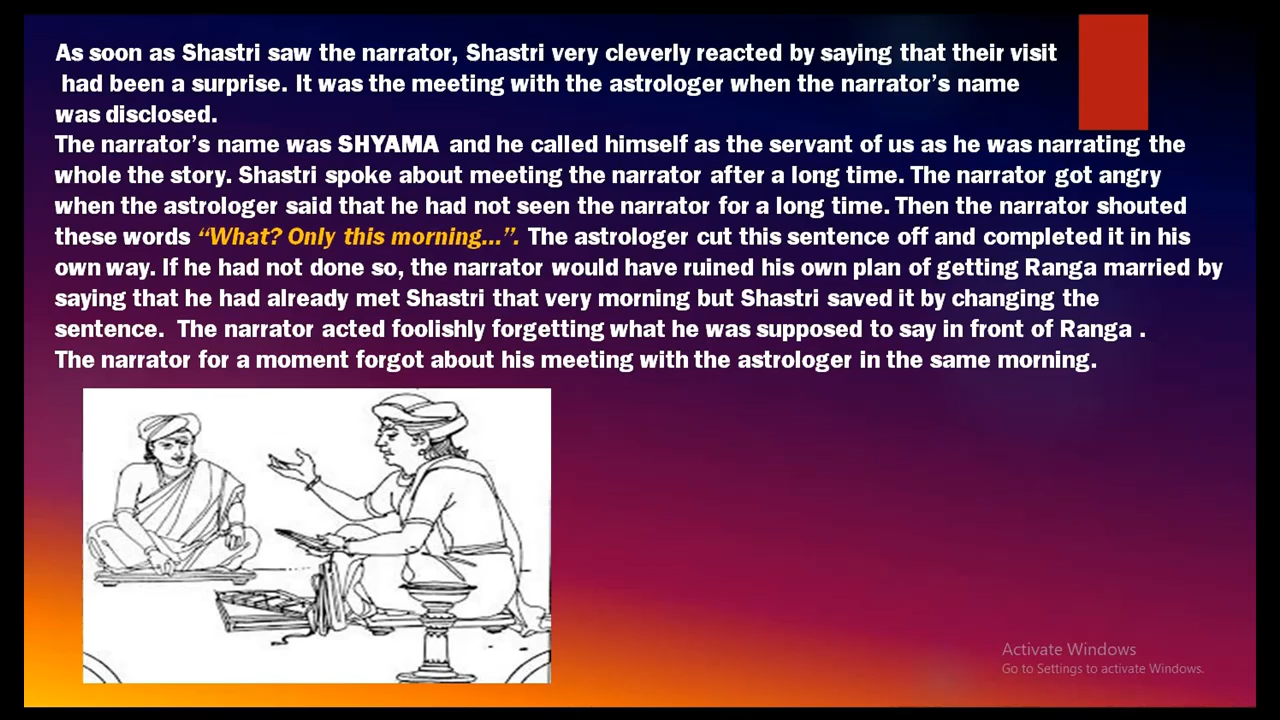 As soon as Shastri saw the narrator, Shastri very cleverly reacted by saying that their visit
had been a surprise. It was the meeting with the astrologer when the narrator’s name
was disclosed.
The narrator’s name was SHYAMA and he called himself as the servant of us as he was narrating the
whole the story. Shastri spoke about meeting the narrator after a long time. The narrator got angry
when the astrologer said that he had not seen the narrator for a long time. Then the narrator shouted
these words “What? Only this morning...”. The astrologer cut this sentence off and completed it in his
own way. If he had not done so, the narrator would have ruined his own plan of getting Ranga married by
saying that he had already met Shastri that very morning but Shastri saved it by changing the
sentence. The narrator acted foolishly forgetting what he was supposed to say in front of Ranga .
The narrator for a moment forgot about his meeting with the astrologer in the same morning.
Activate Windows
Go to Settings to activate Windows.